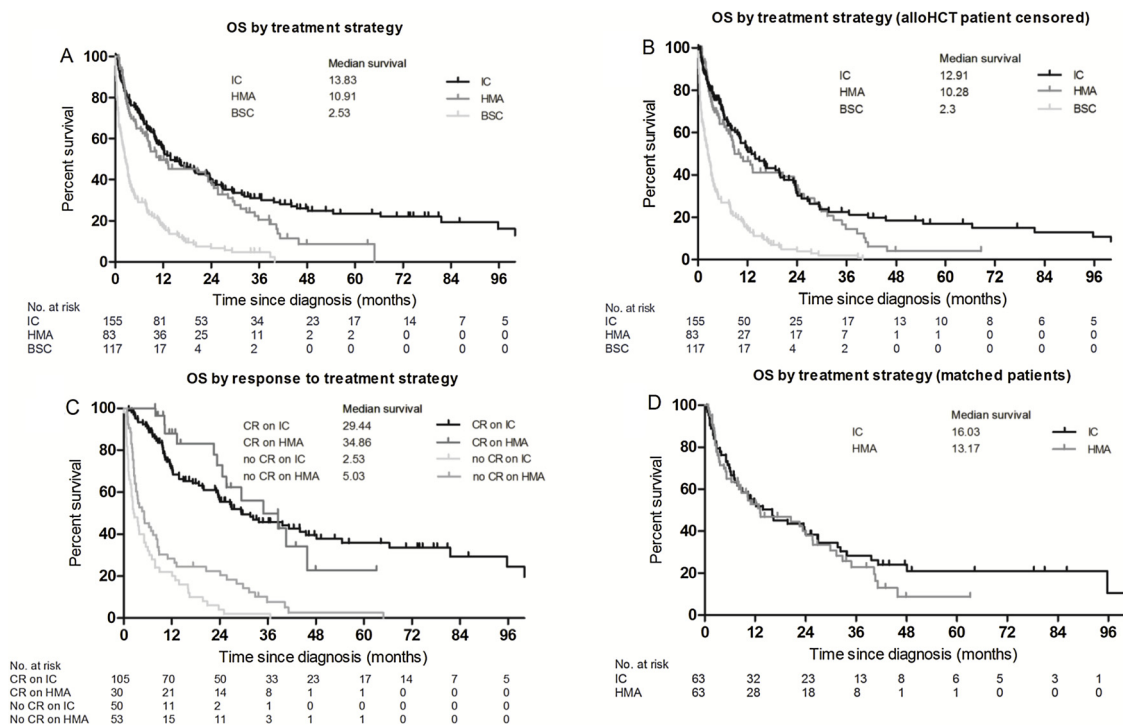 OS by treatment strategy
A
Median survival
IC 13.83 IC
HMA 10.91 HMA
BSC 2.53 BSC
Percent survival
100
80
60
40
20
0
0 12 24 36 48 60 72 84 96
Time since diagnosis (months)
No. at risk
IC 155 81 53 34 23 17 14 7 5
HMA 83 36 25 11 2 2 0 0 0
BSC 117 17 4 2 0 0 0 0 0
OS by treatment strategy (alloHCT patient censored)
B
Median survival
IC 12.91 IC
HMA 10.28 HMA
BSC 2.3 BSC
Percent survival
100
80
60
40
20
0
0 12 24 36 48 60 72 84 96
Time since diagnosis (months)
No. at risk
IC 155 50 25 17 13 10 8 6 5
HMA 83 27 17 7 1 1 0 0 0
BSC 117 17 4 2 0 0 0 0 0
OS by response to treatment strategy
C
Median survival
CR on IC 29.44 CR on IC
CR on HMA 34.86 CR on HMA
no CR on IC 2.53 no CR on IC
no CR on HMA 5.03 no CR on HMA
Percent survival
100
80
60
40
20
0
0 12 24 36 48 60 72 84 96
Time since diagnosis (months)
No. at risk
CR on IC 105 70 50 33 23 17 14 7 5
CR on HMA 30 21 14 8 1 1 0 0 0
No CR on IC 50 11 2 1 0 0 0 0 0
No CR on HMA 53 15 11 3 1 1 0 0 0
OS by treatment strategy (matched patients)
D
Median survival
IC 16.03 IC
HMA 13.17 HMA
Percent survival
100
80
60
40
20
0
0 12 24 36 48 60 72 84 96
Time since diagnosis (months)
No. at risk
IC 63 32 23 13 8 6 5 3 1
HMA 63 28 18 8 1 1 0 0 0